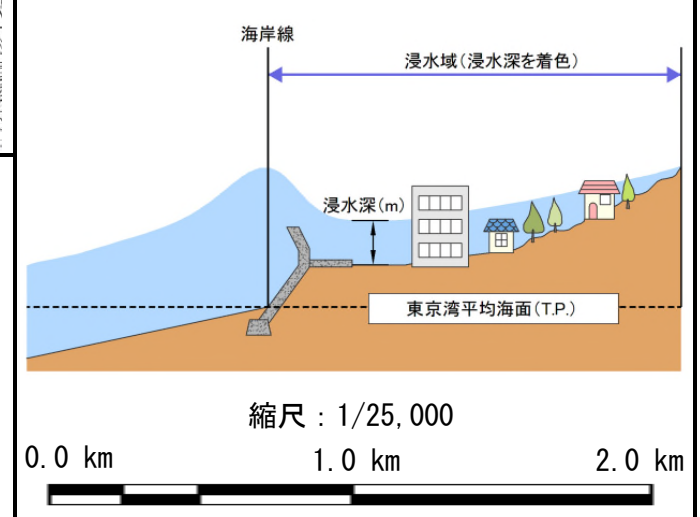 海岸線
浸水域(浸水深を着色)
浸水深(m)
東京湾平均海面(T.P.)
縮尺：1/25,000
0.0 km 1.0 km 2.0 km